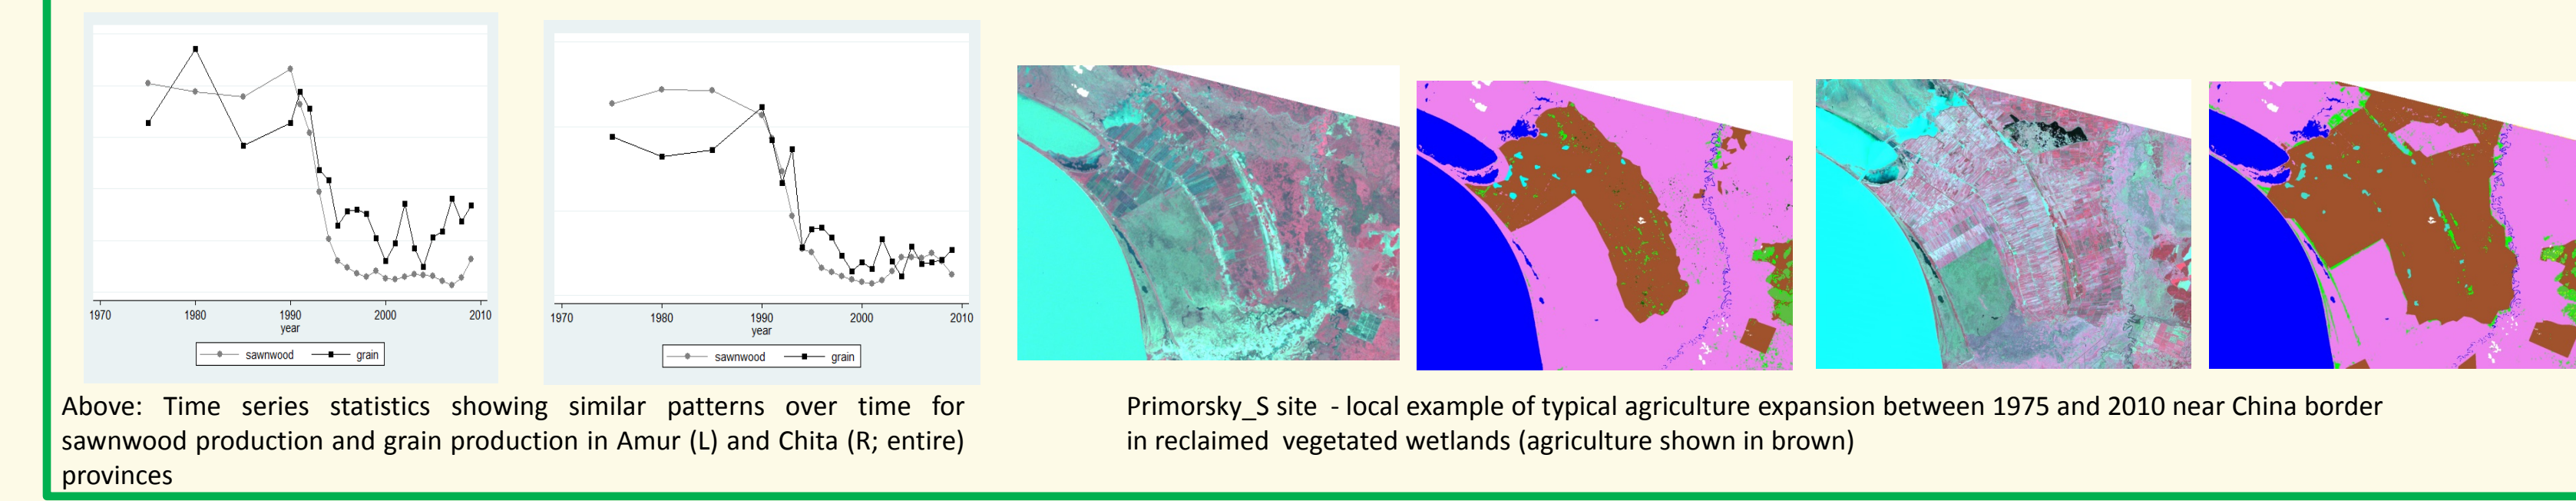 1970 1980 1990 2000 2010
year
sawnwood grain
1970 1980 1990 2000 2010
year
sawnwood grain
Above: Time series statistics showing similar patterns over time for
sawnwood production and grain production in Amur (L) and Chita (R; entire)
provinces
Primorsky_S site - local example of typical agriculture expansion between 1975 and 2010 near China border
in reclaimed vegetated wetlands (agriculture shown in brown)